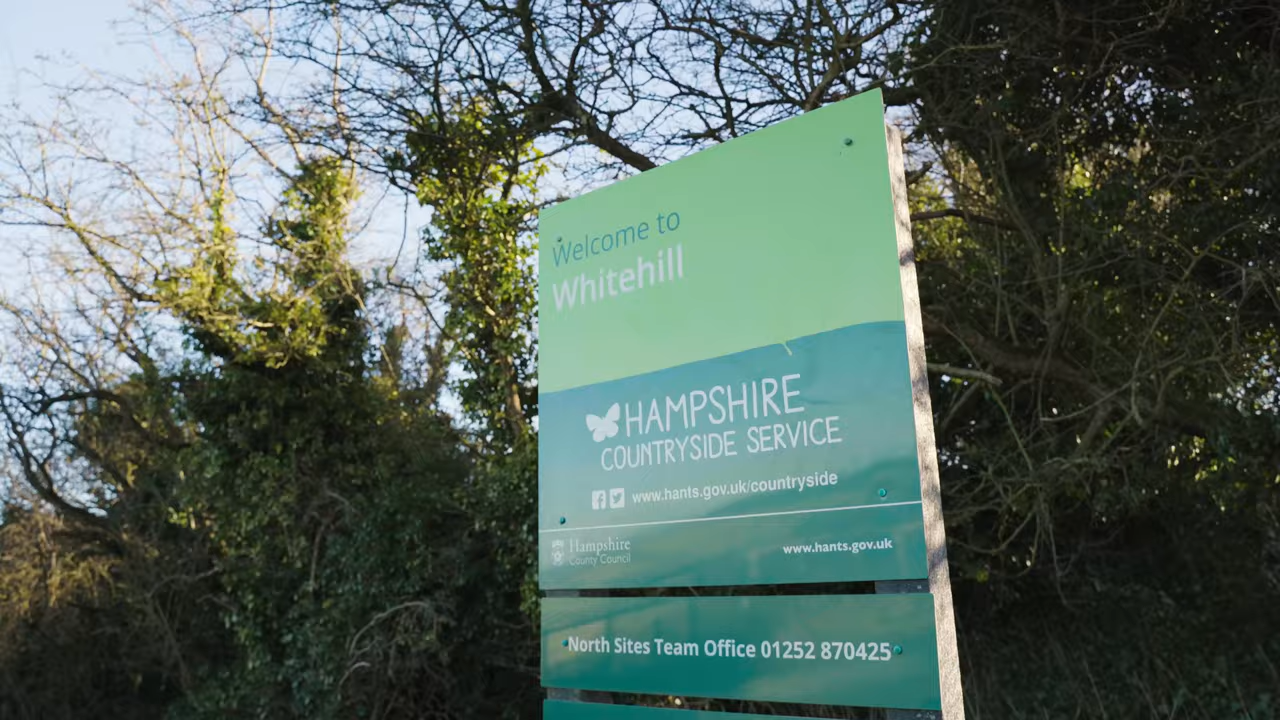 Welcome to
Whitehill
HAMPSHIRE
COUNTRYSIDE SERVICE
www.hants.gov.uk/countryside
Hampshire
County Council
www.hants.gov.uk
North Sites Team Office 01252 870425